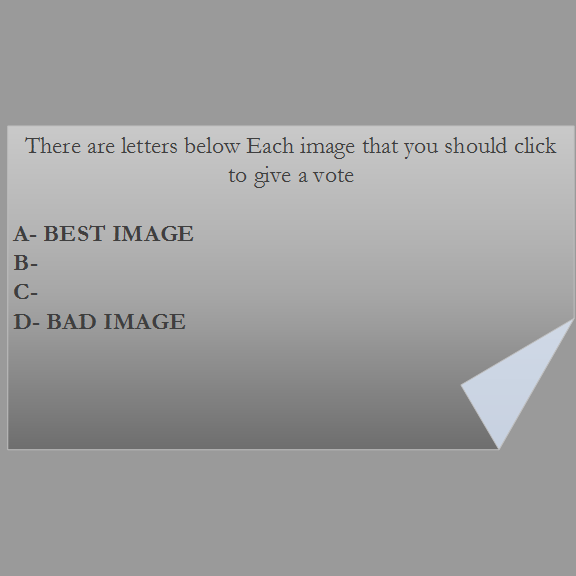 There are letters below Each image that you should click
to give a vote
A- BEST IMAGE
B-
C-
D- BAD IMAGE